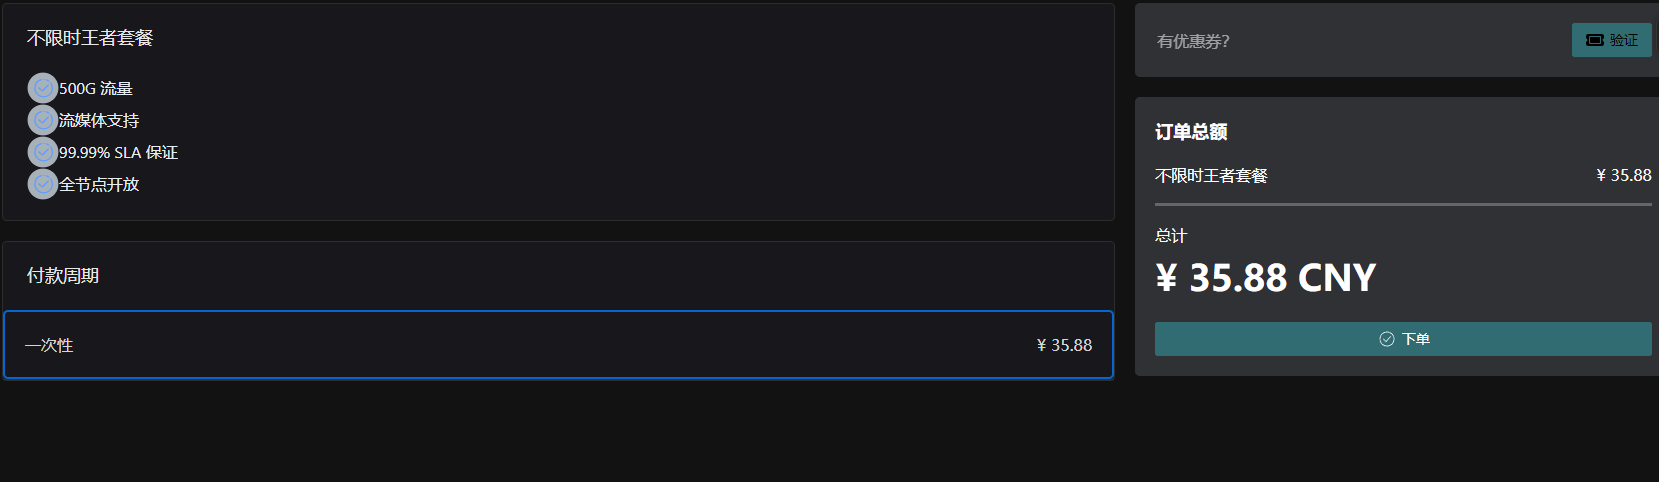 不限时王者套餐
500G 流量
流媒体支持
99.99% SLA 保证
全节点开放
付款周期
一次性
¥ 35.88
有优惠券？
验证
订单总额
不限时王者套餐
¥ 35.88
总计
¥ 35.88 CNY
下单